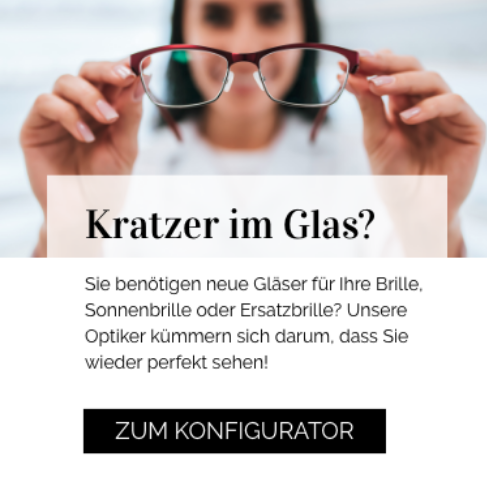 Kratzer im Glas?
Sie benötigen neue Gläser für Ihre Brille,
Sonnenbrille oder Ersatzbrille? Unsere
Optiker kümmern sich darum, dass Sie
wieder perfekt sehen!
ZUM KONFIGURATOR